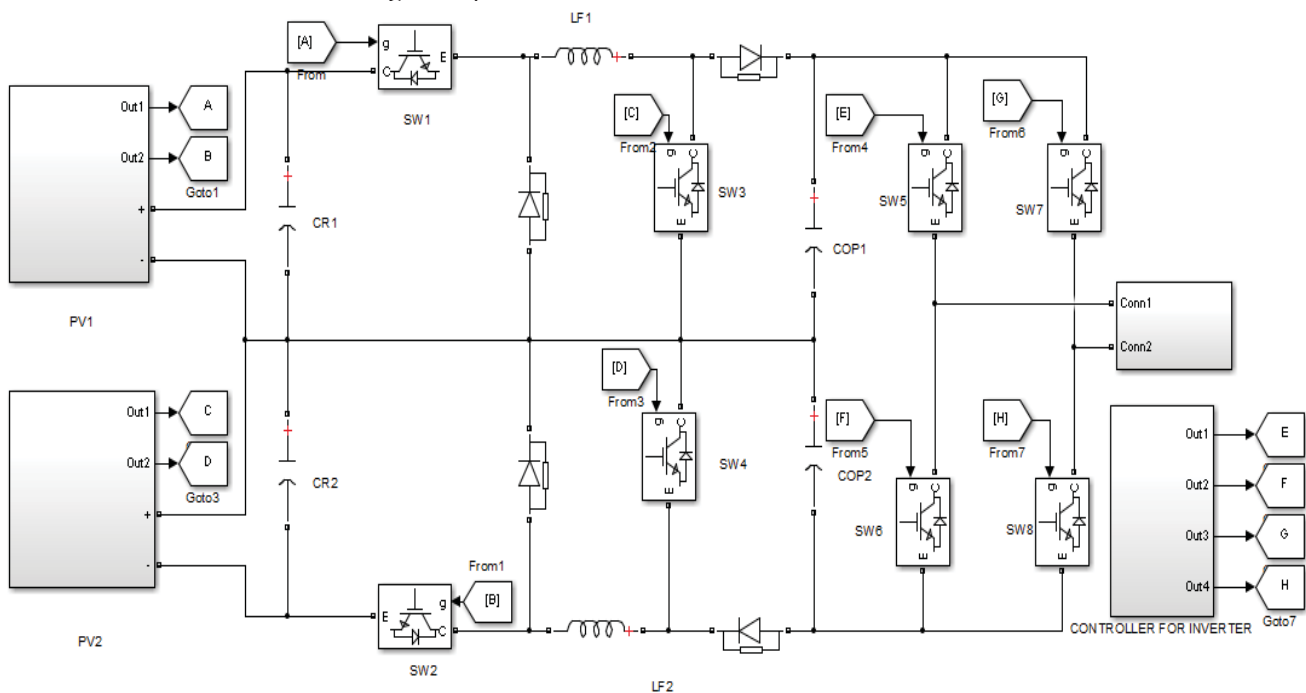 LF1
[A]
g
E
C
From
SW1
Out1
A
Out2
B
Goto1
+
-
PV1
CR1
[C]
From2
g
C
E
SW3
[E]
From4
g
C
E
SW5
[G]
From6
g
C
E
SW7
COP1
Conn1
Conn2
Out1
C
Out2
D
Goto3
+
-
PV2
CR2
[D]
From3
g
C
E
SW4
[F]
From5
COP2
g
C
E
SW6
[H]
From7
g
C
E
SW8
Out1
E
Out2
F
Out3
G
Out4
H
CONTROLLER FOR INVERTER
Goto7
From1
[B]
E
g
C
SW2
LF2